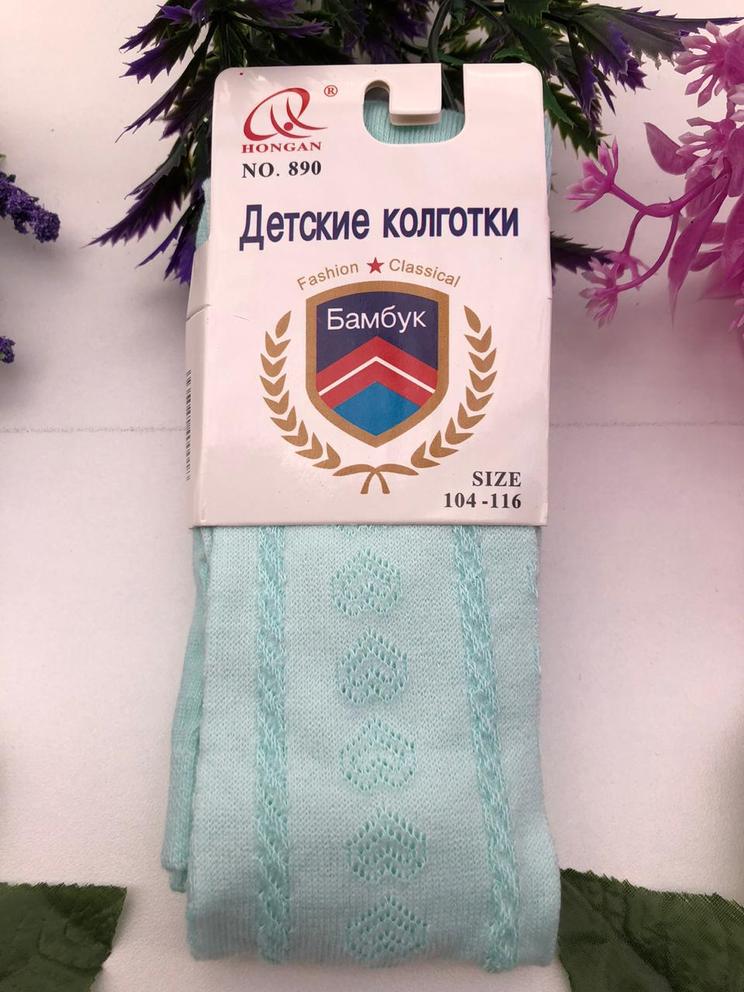 ®
HONGAN
NO. 890
Детские колготки
Fashion ★ Classical
Бамбук
SIZE
104 -116